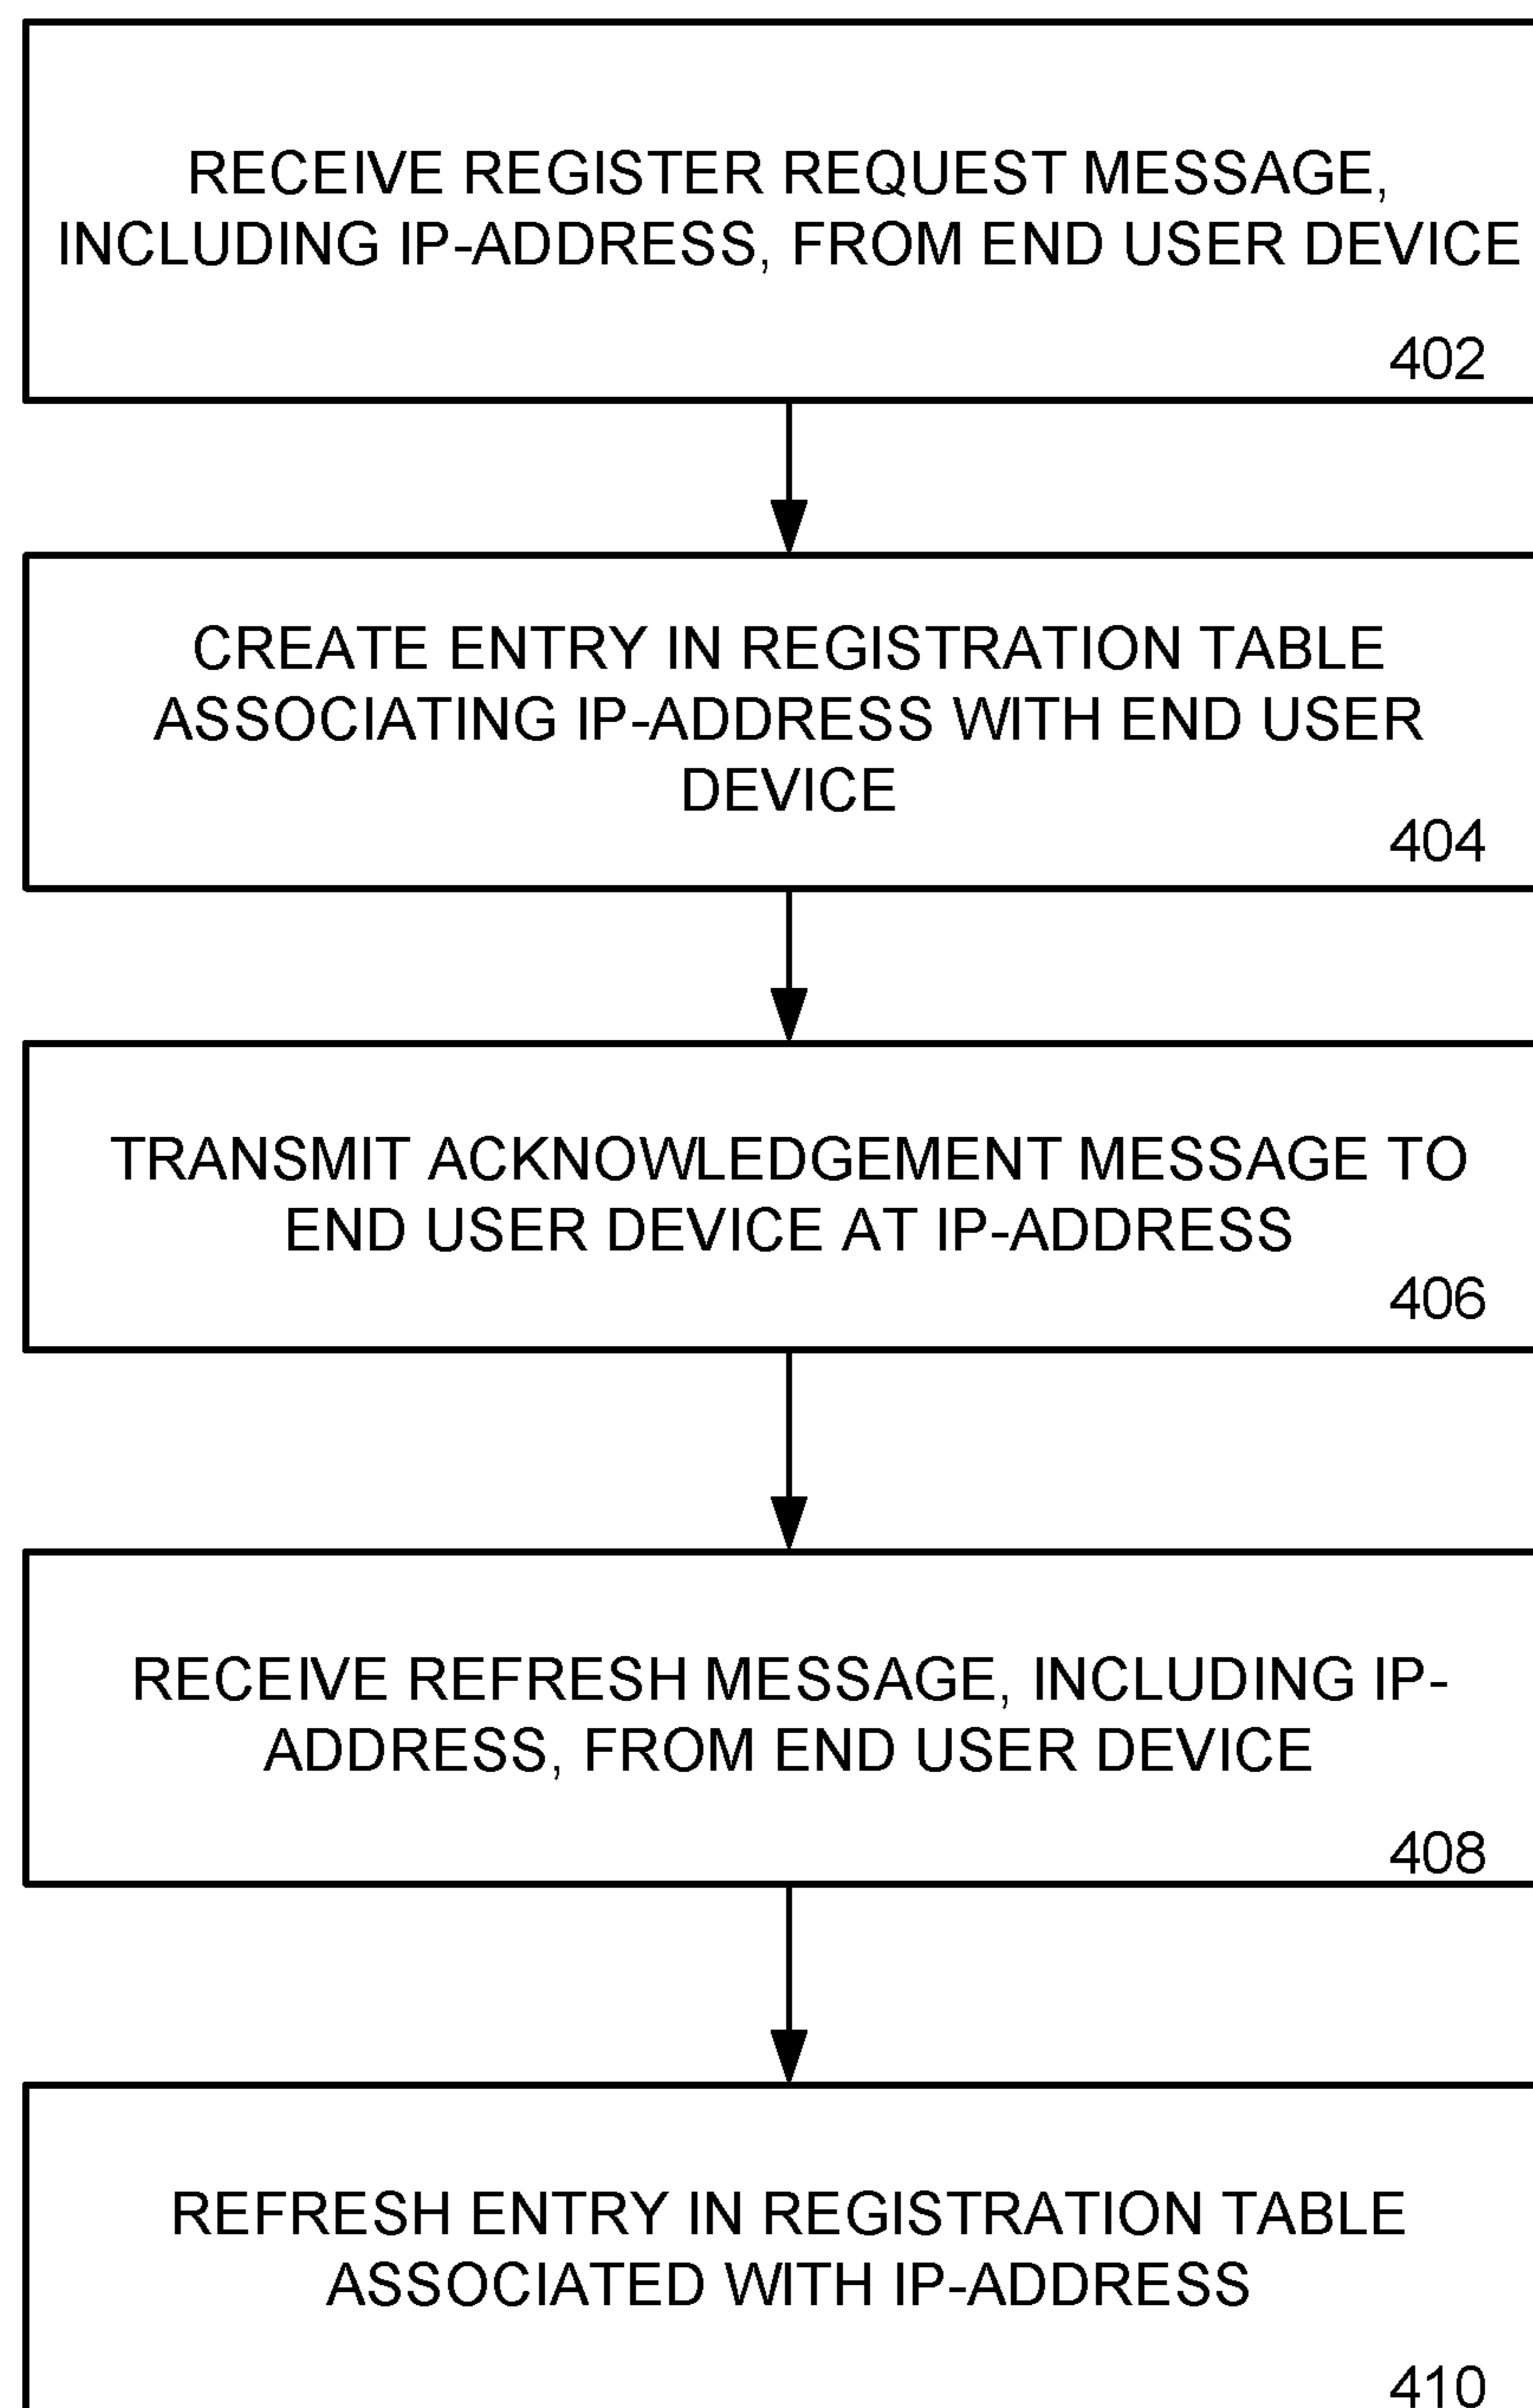 RECEIVE REGISTER REQUEST MESSAGE,
INCLUDING IP-ADDRESS, FROM END USER DEVICE
402
CREATE ENTRY IN REGISTRATION TABLE
ASSOCIATING IP-ADDRESS WITH END USER
DEVICE
404
TRANSMIT ACKNOWLEDGEMENT MESSAGE TO
END USER DEVICE AT IP-ADDRESS
406
RECEIVE REFRESH MESSAGE, INCLUDING IP-
ADDRESS, FROM END USER DEVICE
408
REFRESH ENTRY IN REGISTRATION TABLE
ASSOCIATED WITH IP-ADDRESS
410